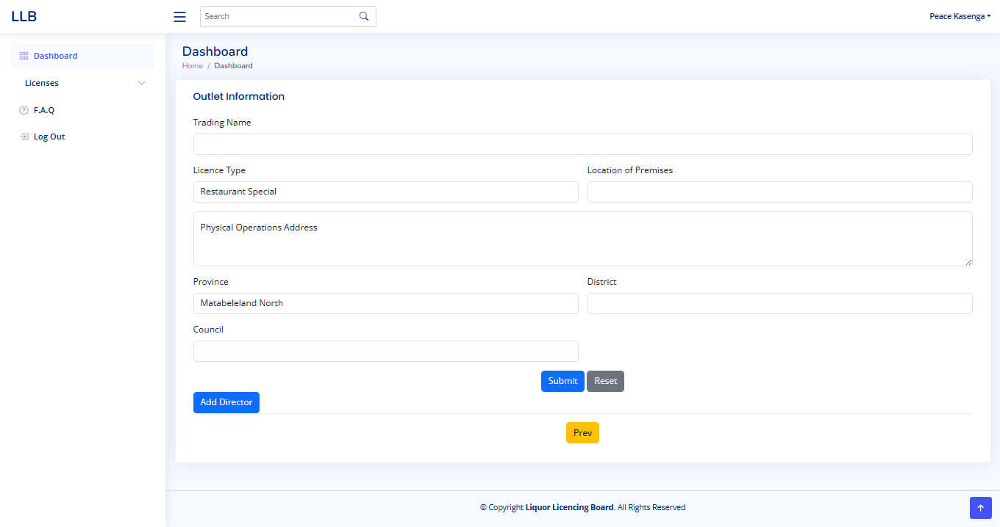 LLB
Search
Peace Kasenga
Dashboard
Licenses
F.A.Q
Log Out
Dashboard
Home / Dashboard
Outlet Information
Trading Name
Licence Type
Location of Premises
Restaurant Special
Physical Operations Address
Province
District
Matabeleland North
Council
Submit
Reset
Add Director
Prev
© Copyright Liquor Licencing Board. All Rights Reserved